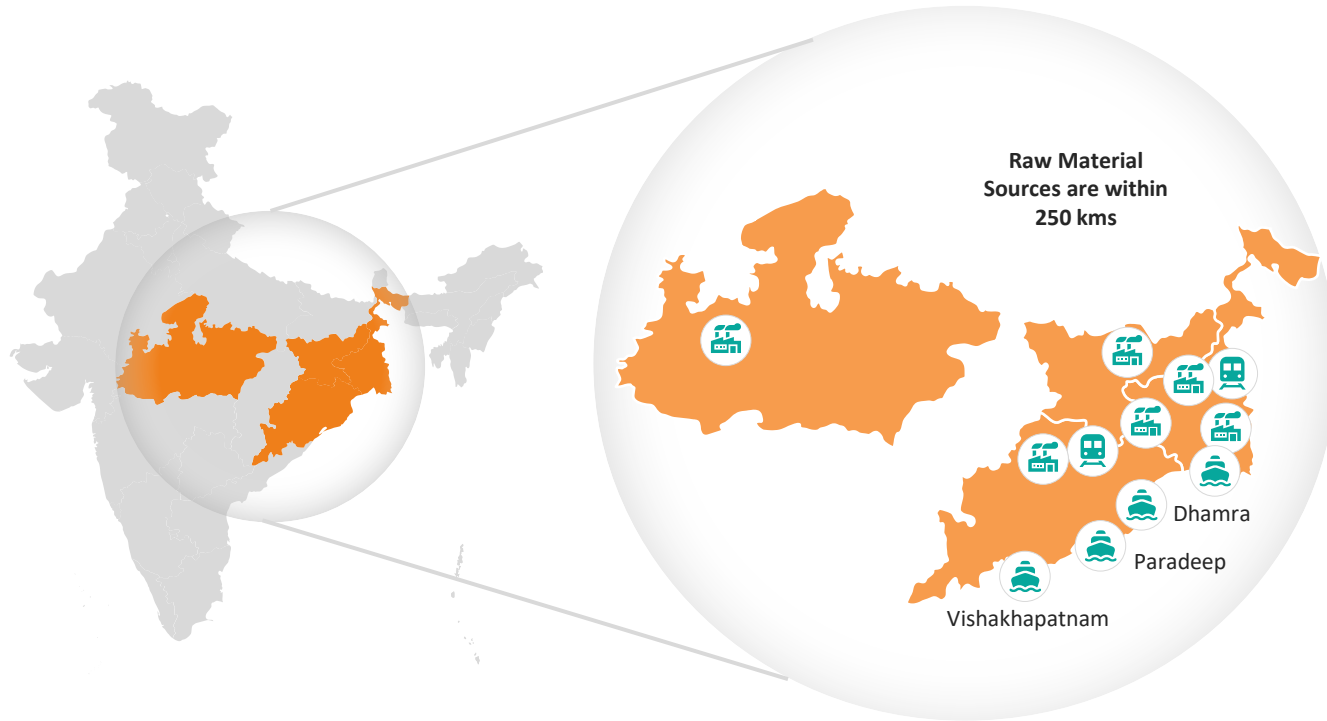 Raw Material
Sources are within
250 kms
Dhamra
Paradeep
Vishakhapatnam